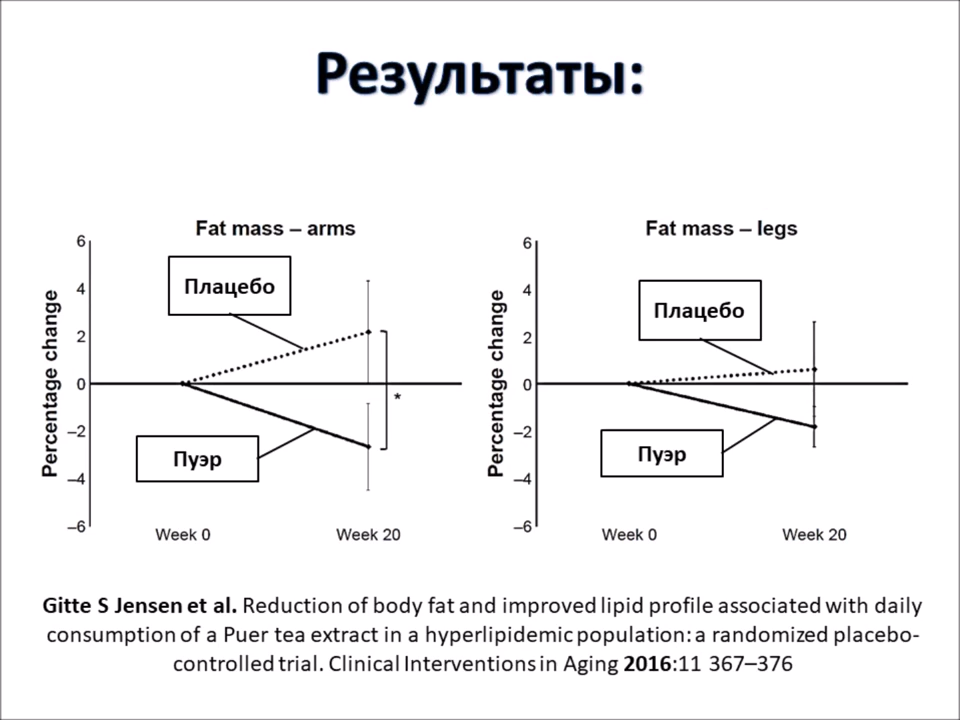 Результаты:
Fat mass – arms
6
4
2
0
–2
–4
–6
Percentage change
Плацебо
Пуэр
*
Week 0
Week 20
Fat mass – legs
6
4
2
0
–2
–4
–6
Percentage change
Плацебо
Пуэр
Week 0
Week 20
Gitte S Jensen et al. Reduction of body fat and improved lipid profile associated with daily
consumption of a Puer tea extract in a hyperlipidemic population: a randomized placebo-
controlled trial. Clinical Interventions in Aging 2016:11 367–376